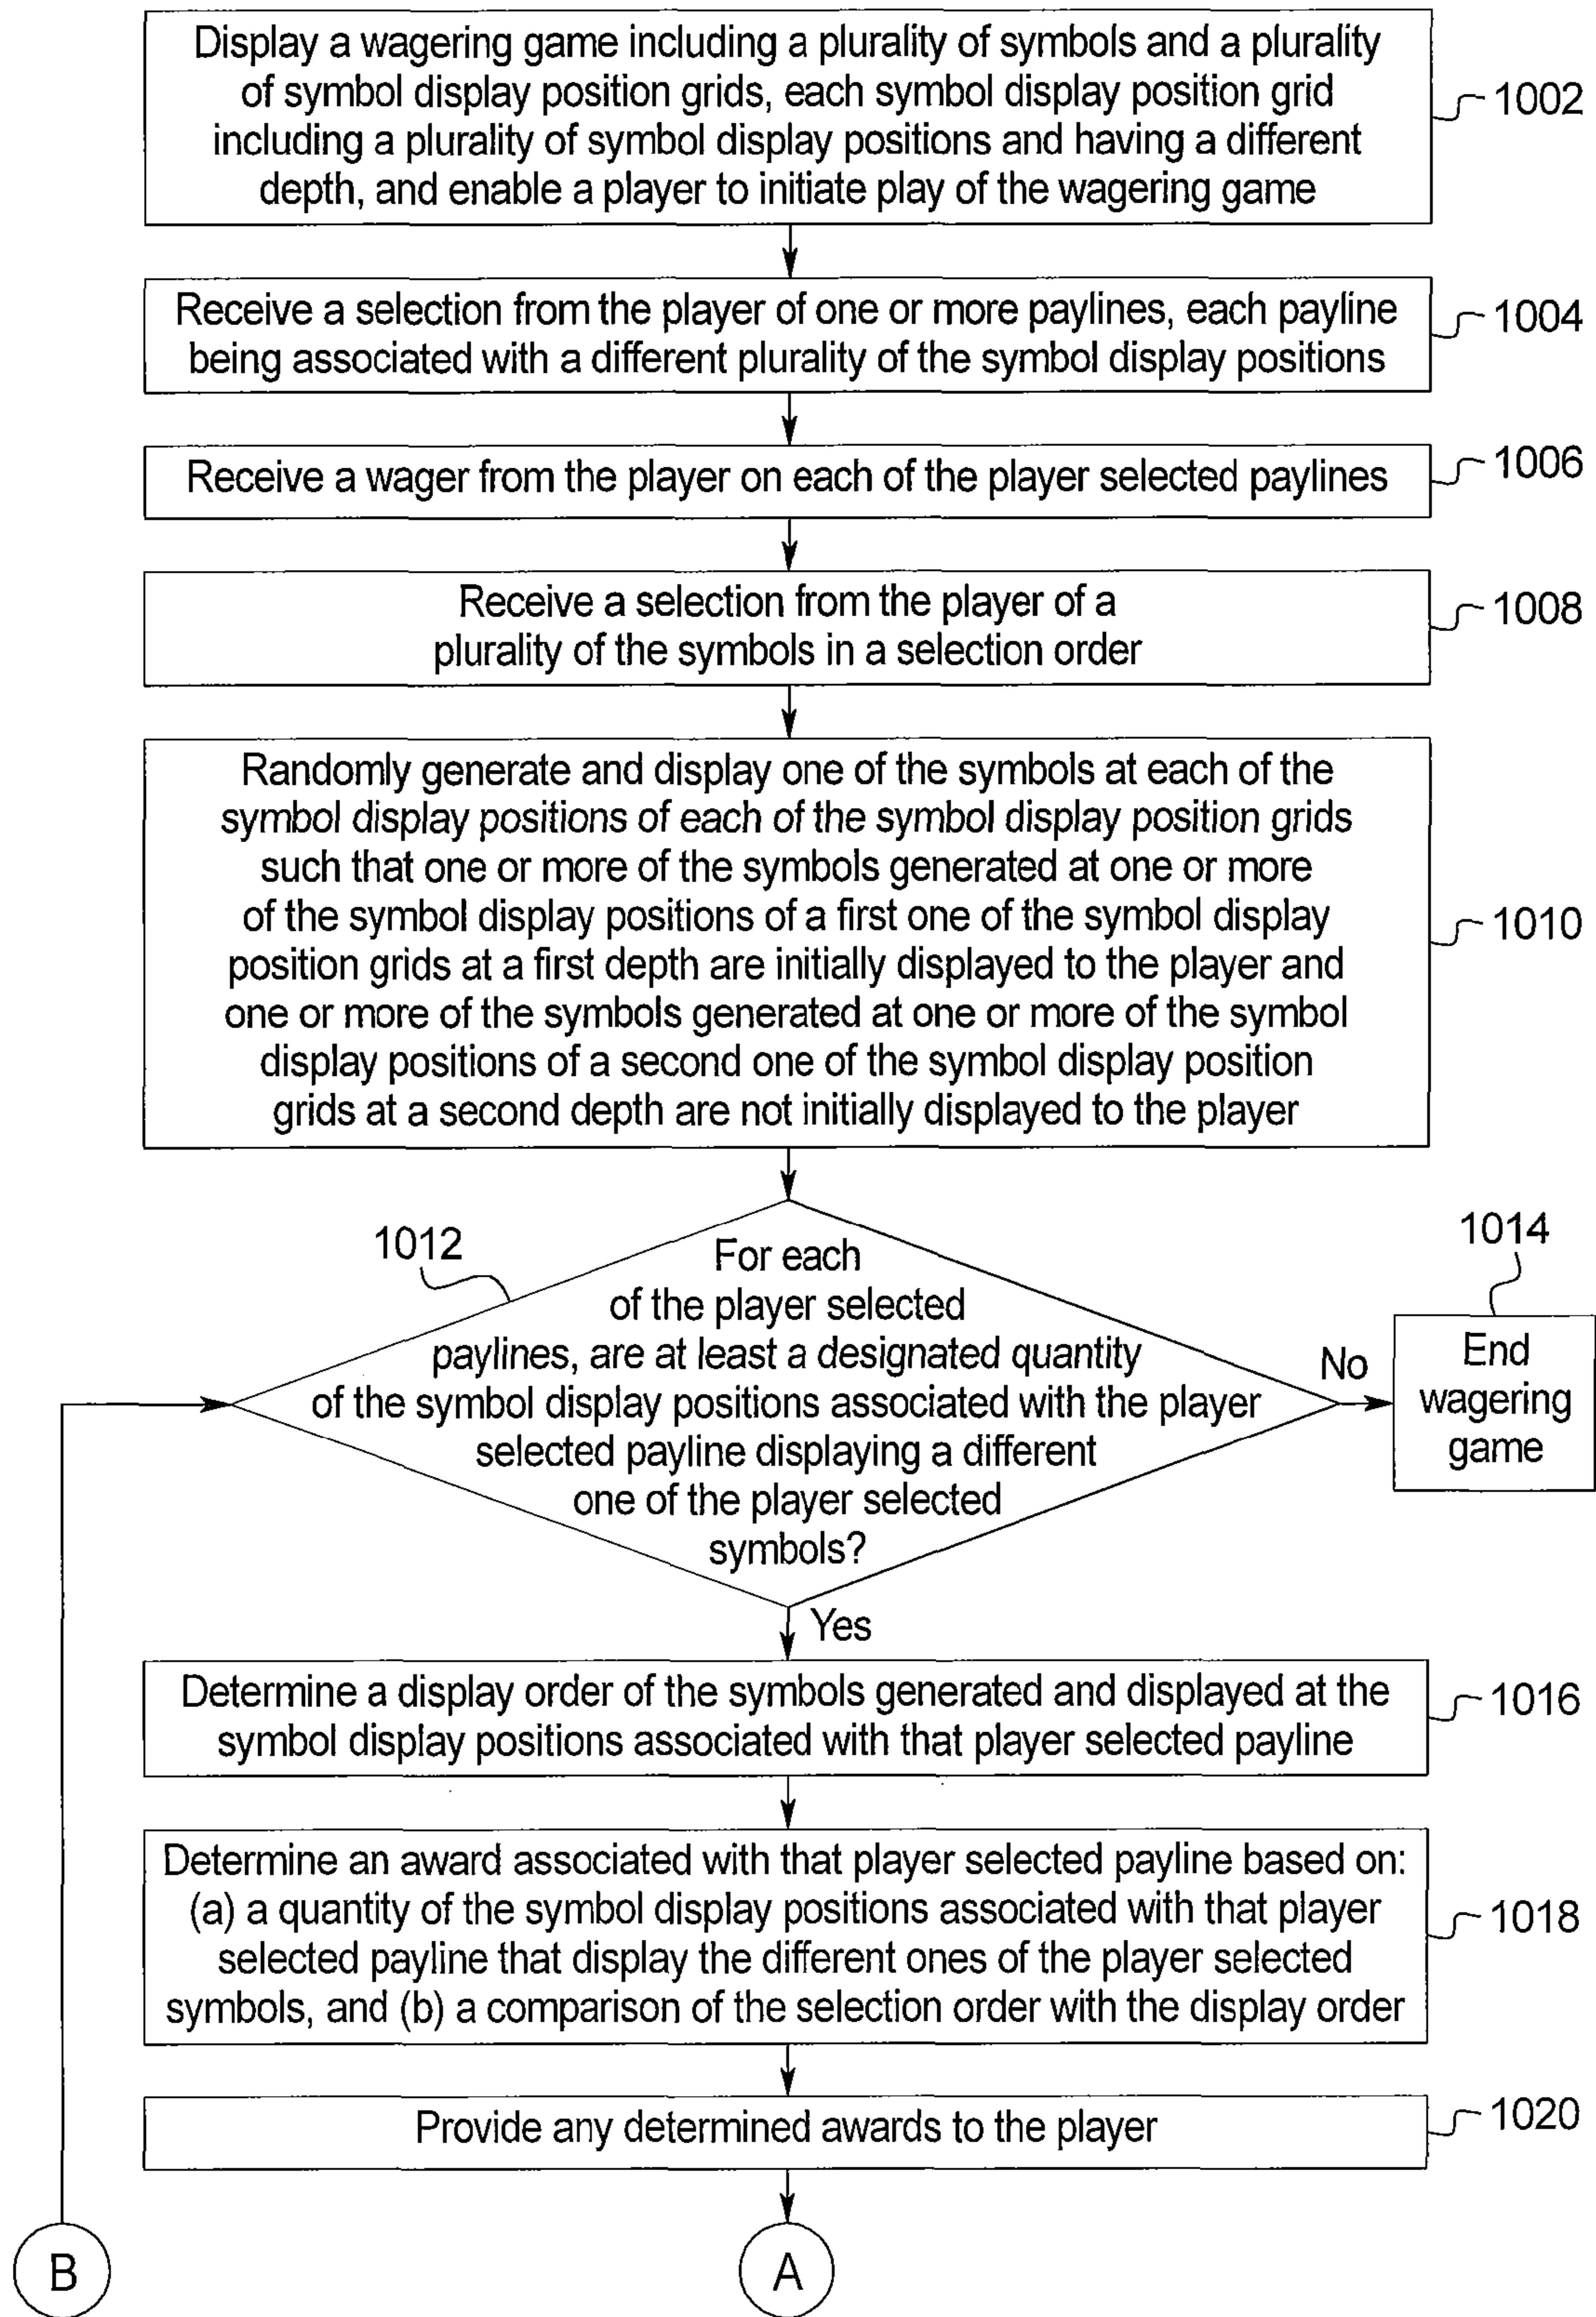 Display a wagering game including a plurality of symbols and a plurality
of symbol display position grids, each symbol display position grid
including a plurality of symbol display positions and having a different
depth, and enable a player to initiate play of the wagering game
1002
Receive a selection from the player of one or more paylines, each payline
being associated with a different plurality of the symbol display positions
1004
Receive a wager from the player on each of the player selected paylines
1006
Receive a selection from the player of a
plurality of the symbols in a selection order
1008
Randomly generate and display one of the symbols at each of the
symbol display positions of each of the symbol display position grids
such that one or more of the symbols generated at one or more
of the symbol display positions of a first one of the symbol display
position grids at a first depth are initially displayed to the player and
one or more of the symbols generated at one or more of the symbol
display positions of a second one of the symbol display position
grids at a second depth are not initially displayed to the player
1010
1012
For each
of the player selected
paylines, are at least a designated quantity
of the symbol display positions associated with the player
selected payline displaying a different
one of the player selected
symbols?
No
1014
End
wagering
game
Yes
Determine a display order of the symbols generated and displayed at the
symbol display positions associated with that player selected payline
1016
Determine an award associated with that player selected payline based on:
(a) a quantity of the symbol display positions associated with that player
selected payline that display the different ones of the player selected
symbols, and (b) a comparison of the selection order with the display order
1018
Provide any determined awards to the player
1020
B
A